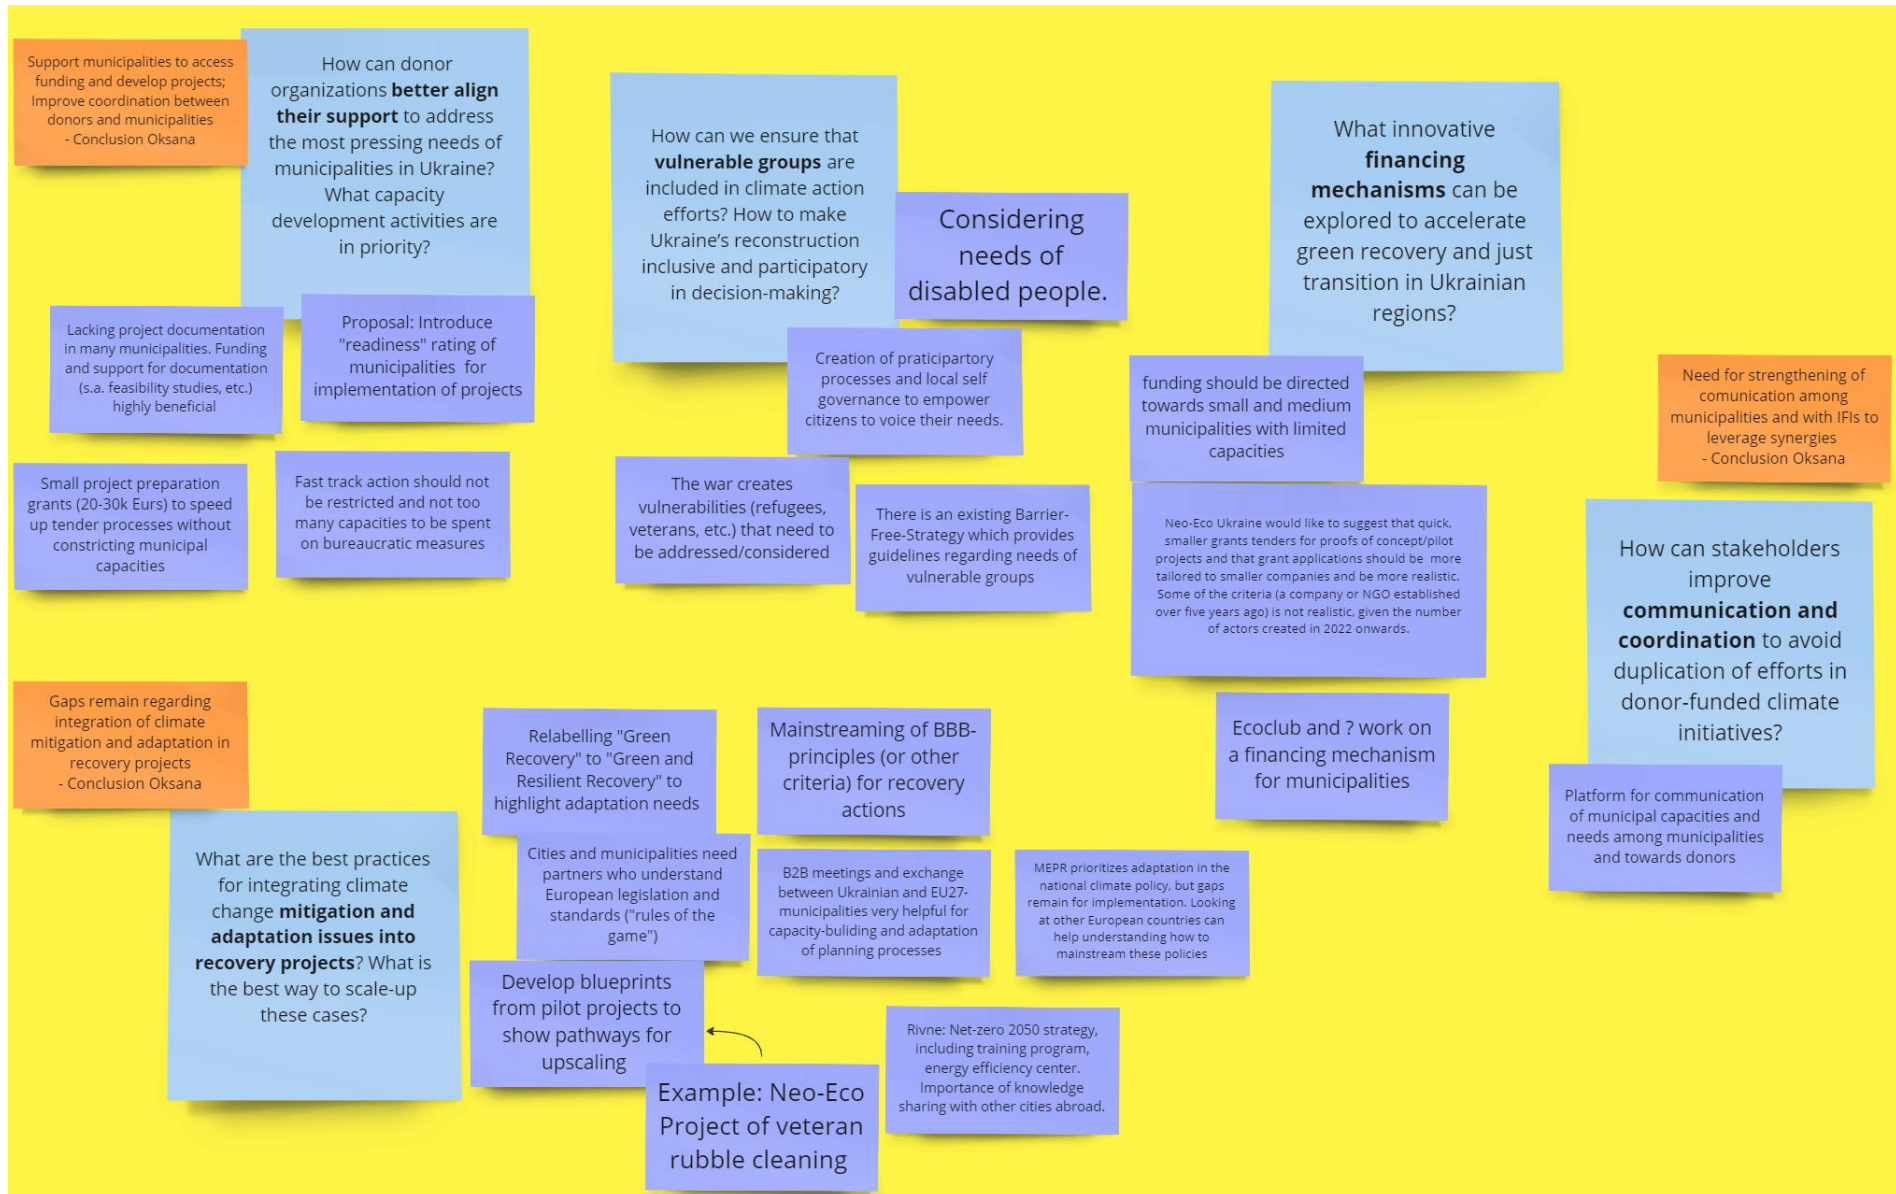 Support municipalities to access
funding and develop projects;
Improve coordination between
donors and municipalities
- Conclusion Oksana
How can donor
organizations better align
their support to address
the most pressing needs of
municipalities in Ukraine?
What capacity
development activities are
in priority?
Lacking project documentation
in many municipalities. Funding
and support for documentation
(s.a. feasibility studies, etc.)
highly beneficial
Proposal: Introduce
"readiness" rating of
municipalities for
implementation of projects
Small project preparation
grants (20-30k Eurs) to speed
up tender processes without
constricting municipal
capacities
Fast track action should not
be restricted and not too
many capacities to be spent
on bureaucratic measures
How can we ensure that
vulnerable groups are
included in climate action
efforts? How to make
Ukraine's reconstruction
inclusive and participatory
in decision-making?
Considering
needs of
disabled people.
Creation of praticipartory
processes and local self
governance to empower
citizens to voice their needs.
The war creates
vulnerabilities (refugees,
veterans, etc.) that need to
be addressed/considered
There is an existing Barrier-
Free-Strategy which provides
guidelines regarding needs of
vulnerable groups
What innovative
financing
mechanisms can be
explored to accelerate
green recovery and just
transition in Ukrainian
regions?
funding should be directed
towards small and medium
municipalities with limited
capacities
Neo-Eco Ukraine would like to suggest that quick,
smaller grants tenders for proofs of concept/pilot
projects and that grant applications should be more
tailored to smaller companies and be more realistic.
Some of the criteria (a company or NGO established
over five years ago) is not realistic, given the number
of actors created in 2022 onwards.
Ecoclub and ? work on
a financing mechanism
for municipalities
Need for strengthening of
comunication among
municipalities and with IFIs to
leverage synergies
- Conclusion Oksana
How can stakeholders
improve
communication and
coordination to avoid
duplication of efforts in
donor-funded climate
initiatives?
Platform for communication
of municipal capacities and
needs among municipalities
and towards donors
Gaps remain regarding
integration of climate
mitigation and adaptation in
recovery projects
- Conclusion Oksana
What are the best practices
for integrating climate
change mitigation and
adaptation issues into
recovery projects? What is
the best way to scale-up
these cases?
Relabelling "Green
Recovery" to "Green and
Resilient Recovery" to
highlight adaptation needs
Mainstreaming of BBB-
principles (or other
criteria) for recovery
actions
Cities and municipalities need
partners who understand
European legislation and
standards ("rules of the
game")
B2B meetings and exchange
between Ukrainian and EU27-
municipalities very helpful for
capacity-buliding and adaptation
of planning processes
MEPR prioritizes adaptation in the
national climate policy, but gaps
remain for implementation. Looking
at other European countries can
help understanding how to
mainstream these policies
Develop blueprints
from pilot projects to
show pathways for
upscaling
Example: Neo-Eco
Project of veteran
rubble cleaning
Rivne: Net-zero 2050 strategy,
including training program,
energy efficiency center.
Importance of knowledge
sharing with other cities abroad.